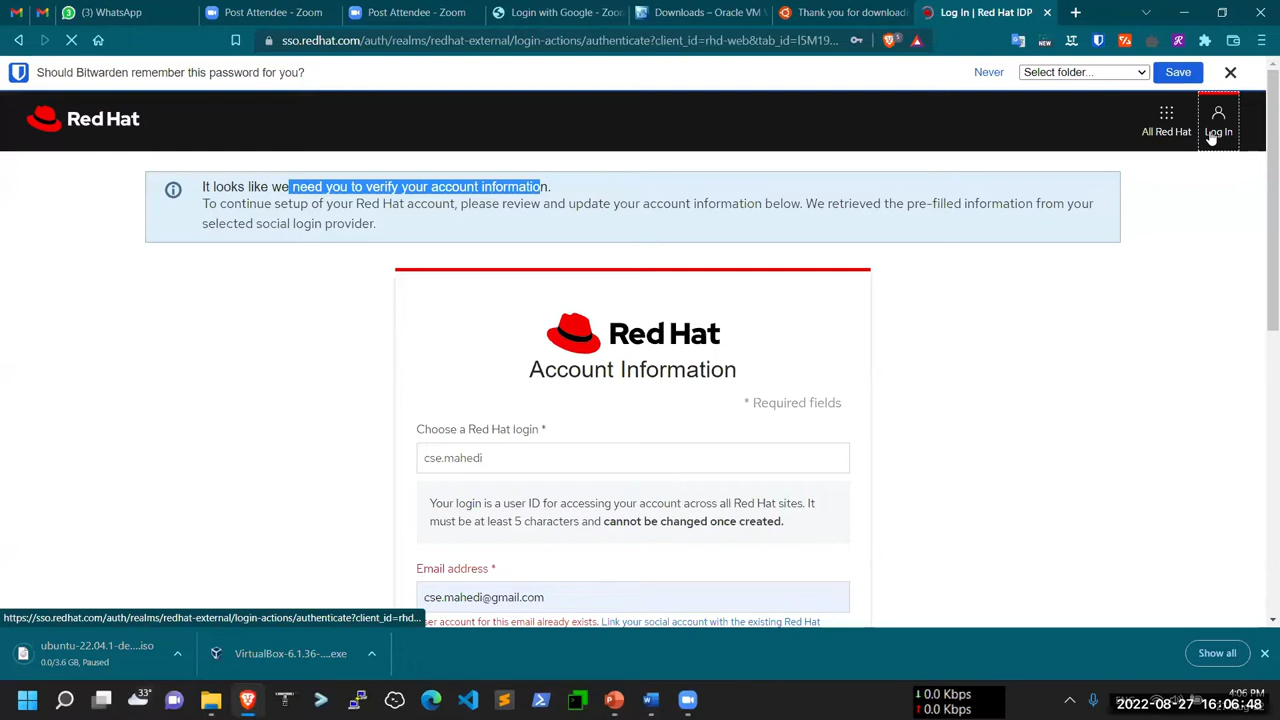 (3) WhatsApp
Post Attendee - Zoom
Post Attendee - Zoom
Login with Google - Zoo
Downloads – Oracle VM
Thank you for download
Log In | Red Hat IDP
sso.redhat.com/auth/realms/redhat-external/login-actions/authenticate?client_id=rhd-web&tab_id=l5M19...
5
NEW
Should Bitwarden remember this password for you?
Never
Select folder...
Save
Red Hat
All Red Hat
Log In
It looks like we need you to verify your account information.
To continue setup of your Red Hat account, please review and update your account information below. We retrieved the pre-filled information from your
selected social login provider.
Red Hat
Account Information
* Required fields
Choose a Red Hat login *
cse.mahedi
Your login is a user ID for accessing your account across all Red Hat sites. It
must be at least 5 characters and cannot be changed once created.
Email address *
cse.mahedi@gmail.com
https://sso.redhat.com/auth/realms/redhat-external/login-actions/authenticate?client_id=rhd...
ser account for this email already exists. Link your social account with the existing Red Hat
ubuntu-22.04.1-de....iso
0.0/3.6 GB, Paused
VirtualBox-6.1.36-....exe
Show all
33°
↓ 0.0 Kbps
↑ 0.0 Kbps
4:06 PM
2022-08-27 16:06:48